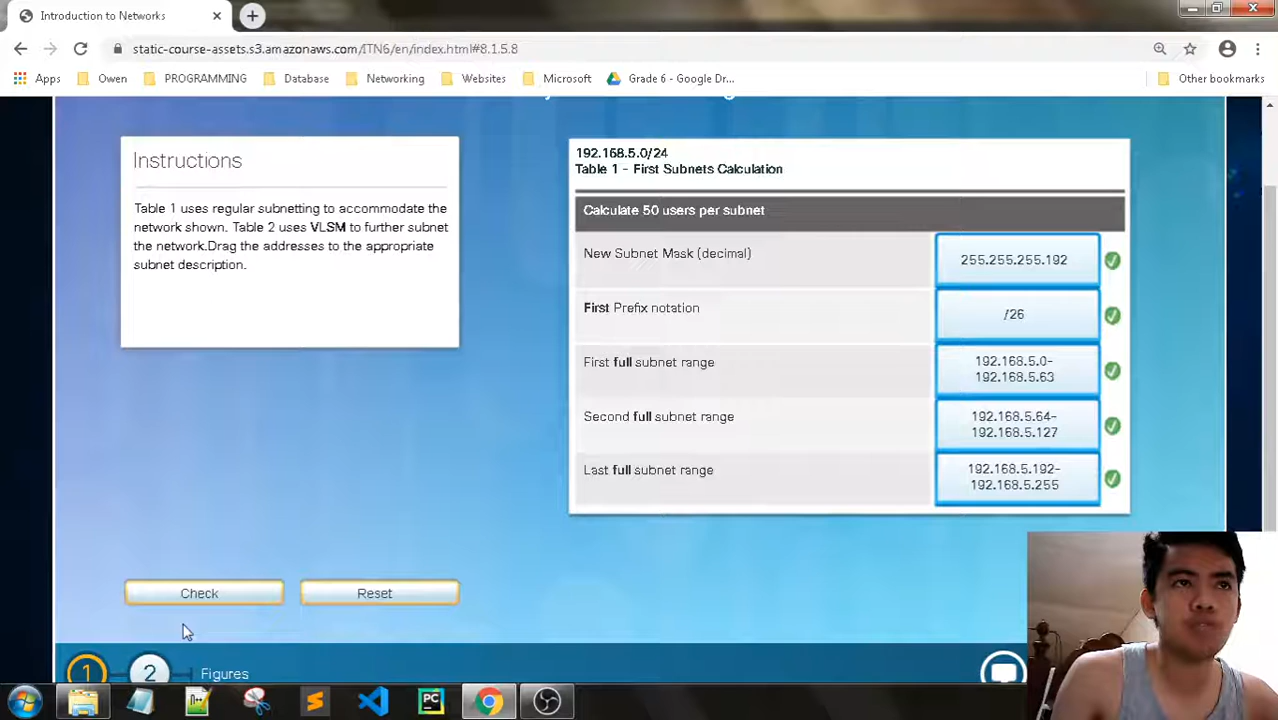 Introduction to Networks
static-course-assets.s3.amazonaws.com/ITN6/en/index.html#8.1.5.8
Apps Owen PROGRAMMING Database Networking Websites Microsoft Grade 6 - Google Dr... Other bookmarks
Instructions
Table 1 uses regular subnetting to accommodate the
network shown. Table 2 uses VLSM to further subnet
the network.Drag the addresses to the appropriate
subnet description.
192.168.5.0/24
Table 1 - First Subnets Calculation
Calculate 50 users per subnet
New Subnet Mask (decimal)
255.255.255.192
First Prefix notation
/26
First full subnet range
192.168.5.0-
192.168.5.63
Second full subnet range
192.168.5.64-
192.168.5.127
Last full subnet range
192.168.5.192-
192.168.5.255
Check
Reset
1
2
Figures